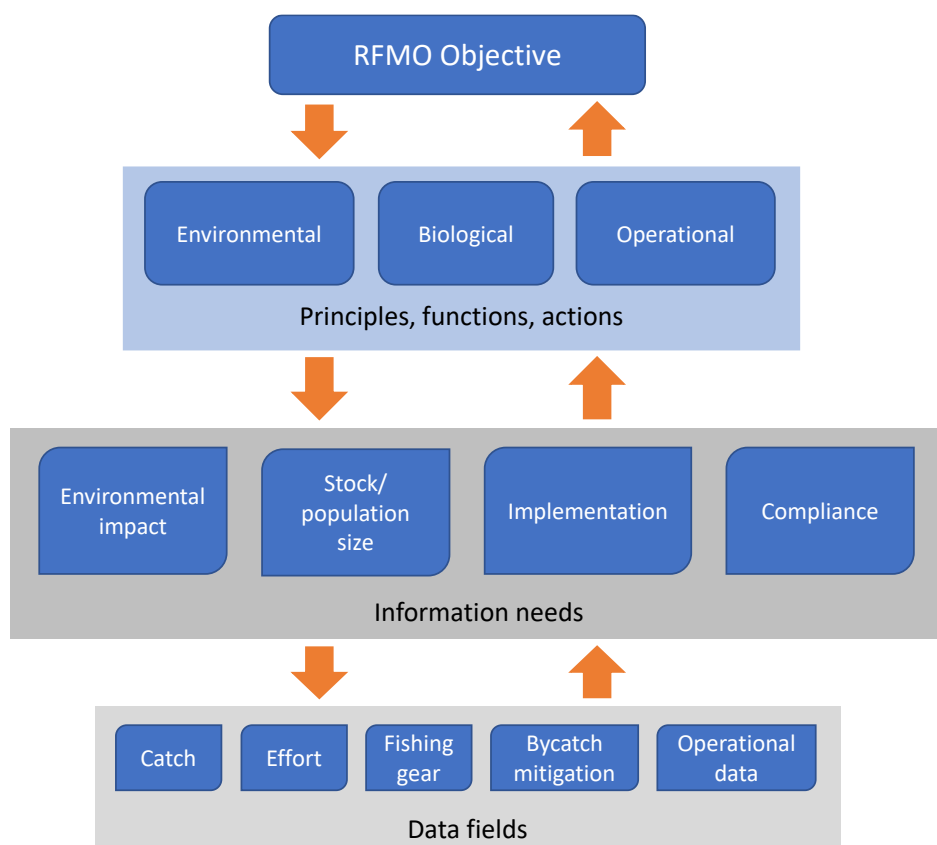 RFMO Objective
Environmental
Biological
Operational
Principles, functions, actions
Environmental
impact
Stock/
population
size
Implementation
Compliance
Information needs
Catch
Effort
Fishing
gear
Bycatch
mitigation
Operational
data
Data fields